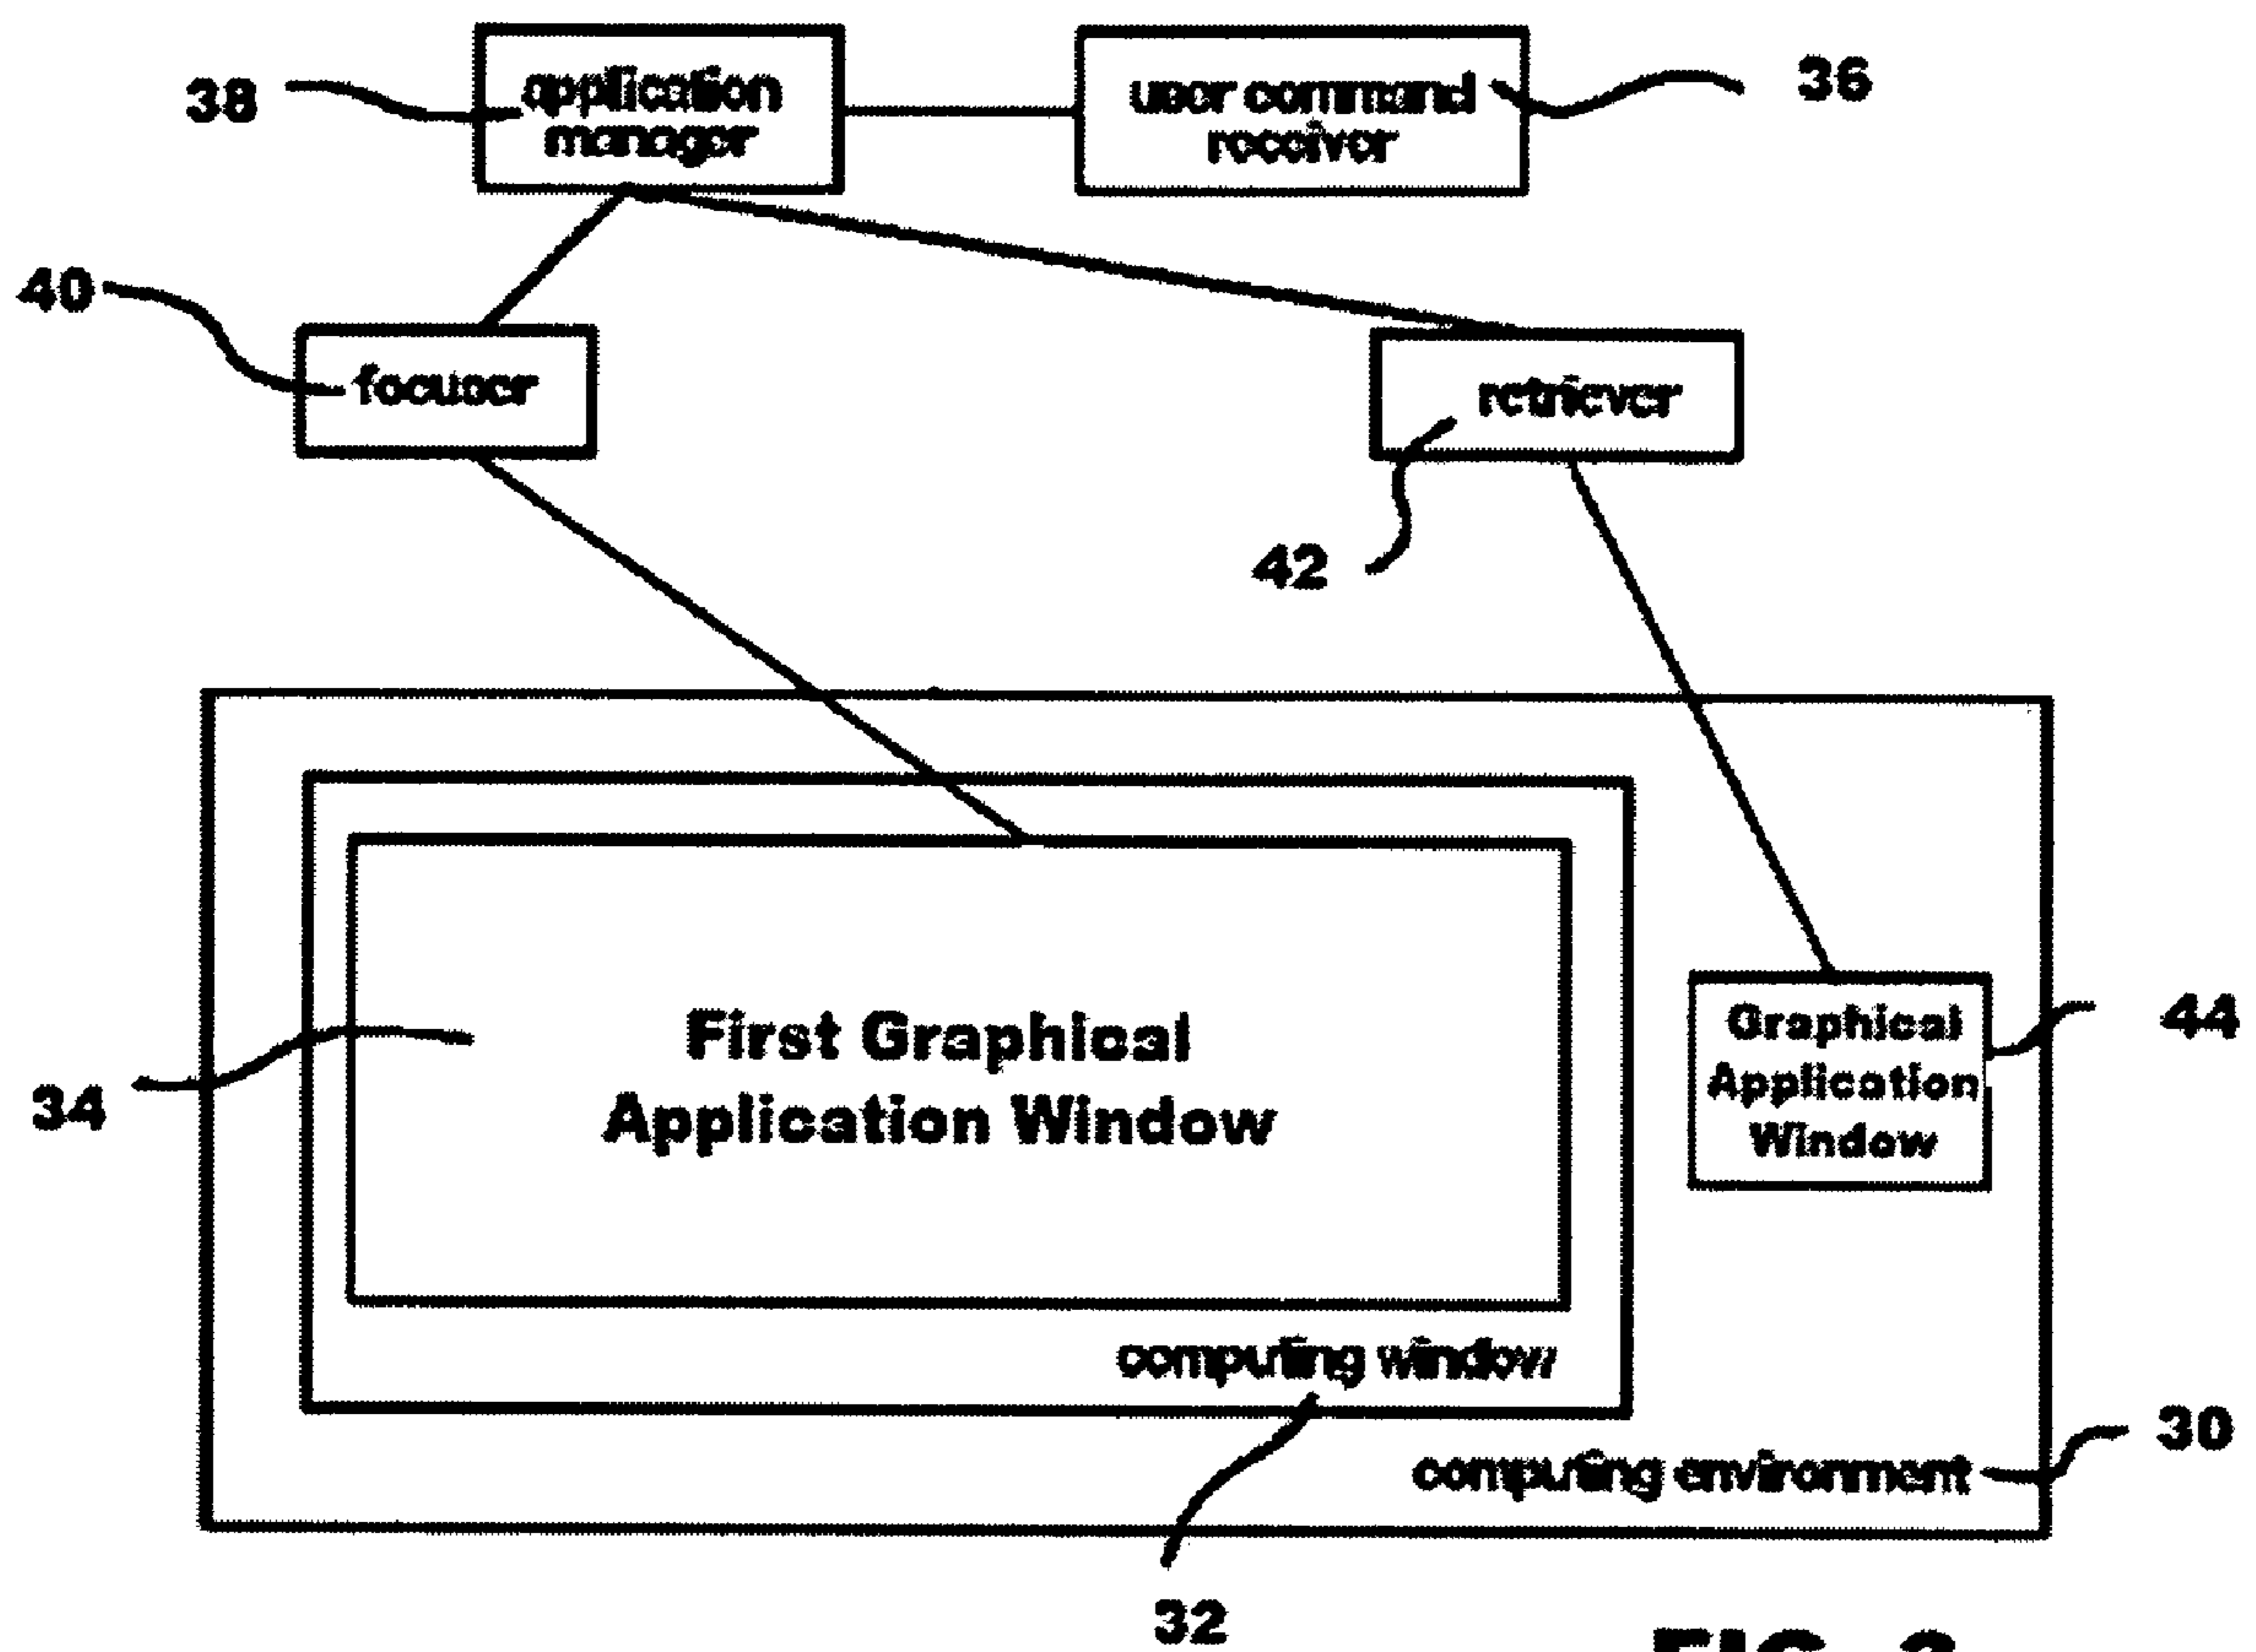 38
application
manager
user command
receiver
36
40
focuser
retriever
42
First Graphical
Application Window
34
Graphical
Application
Window
44
computing window
computing environment
30
32